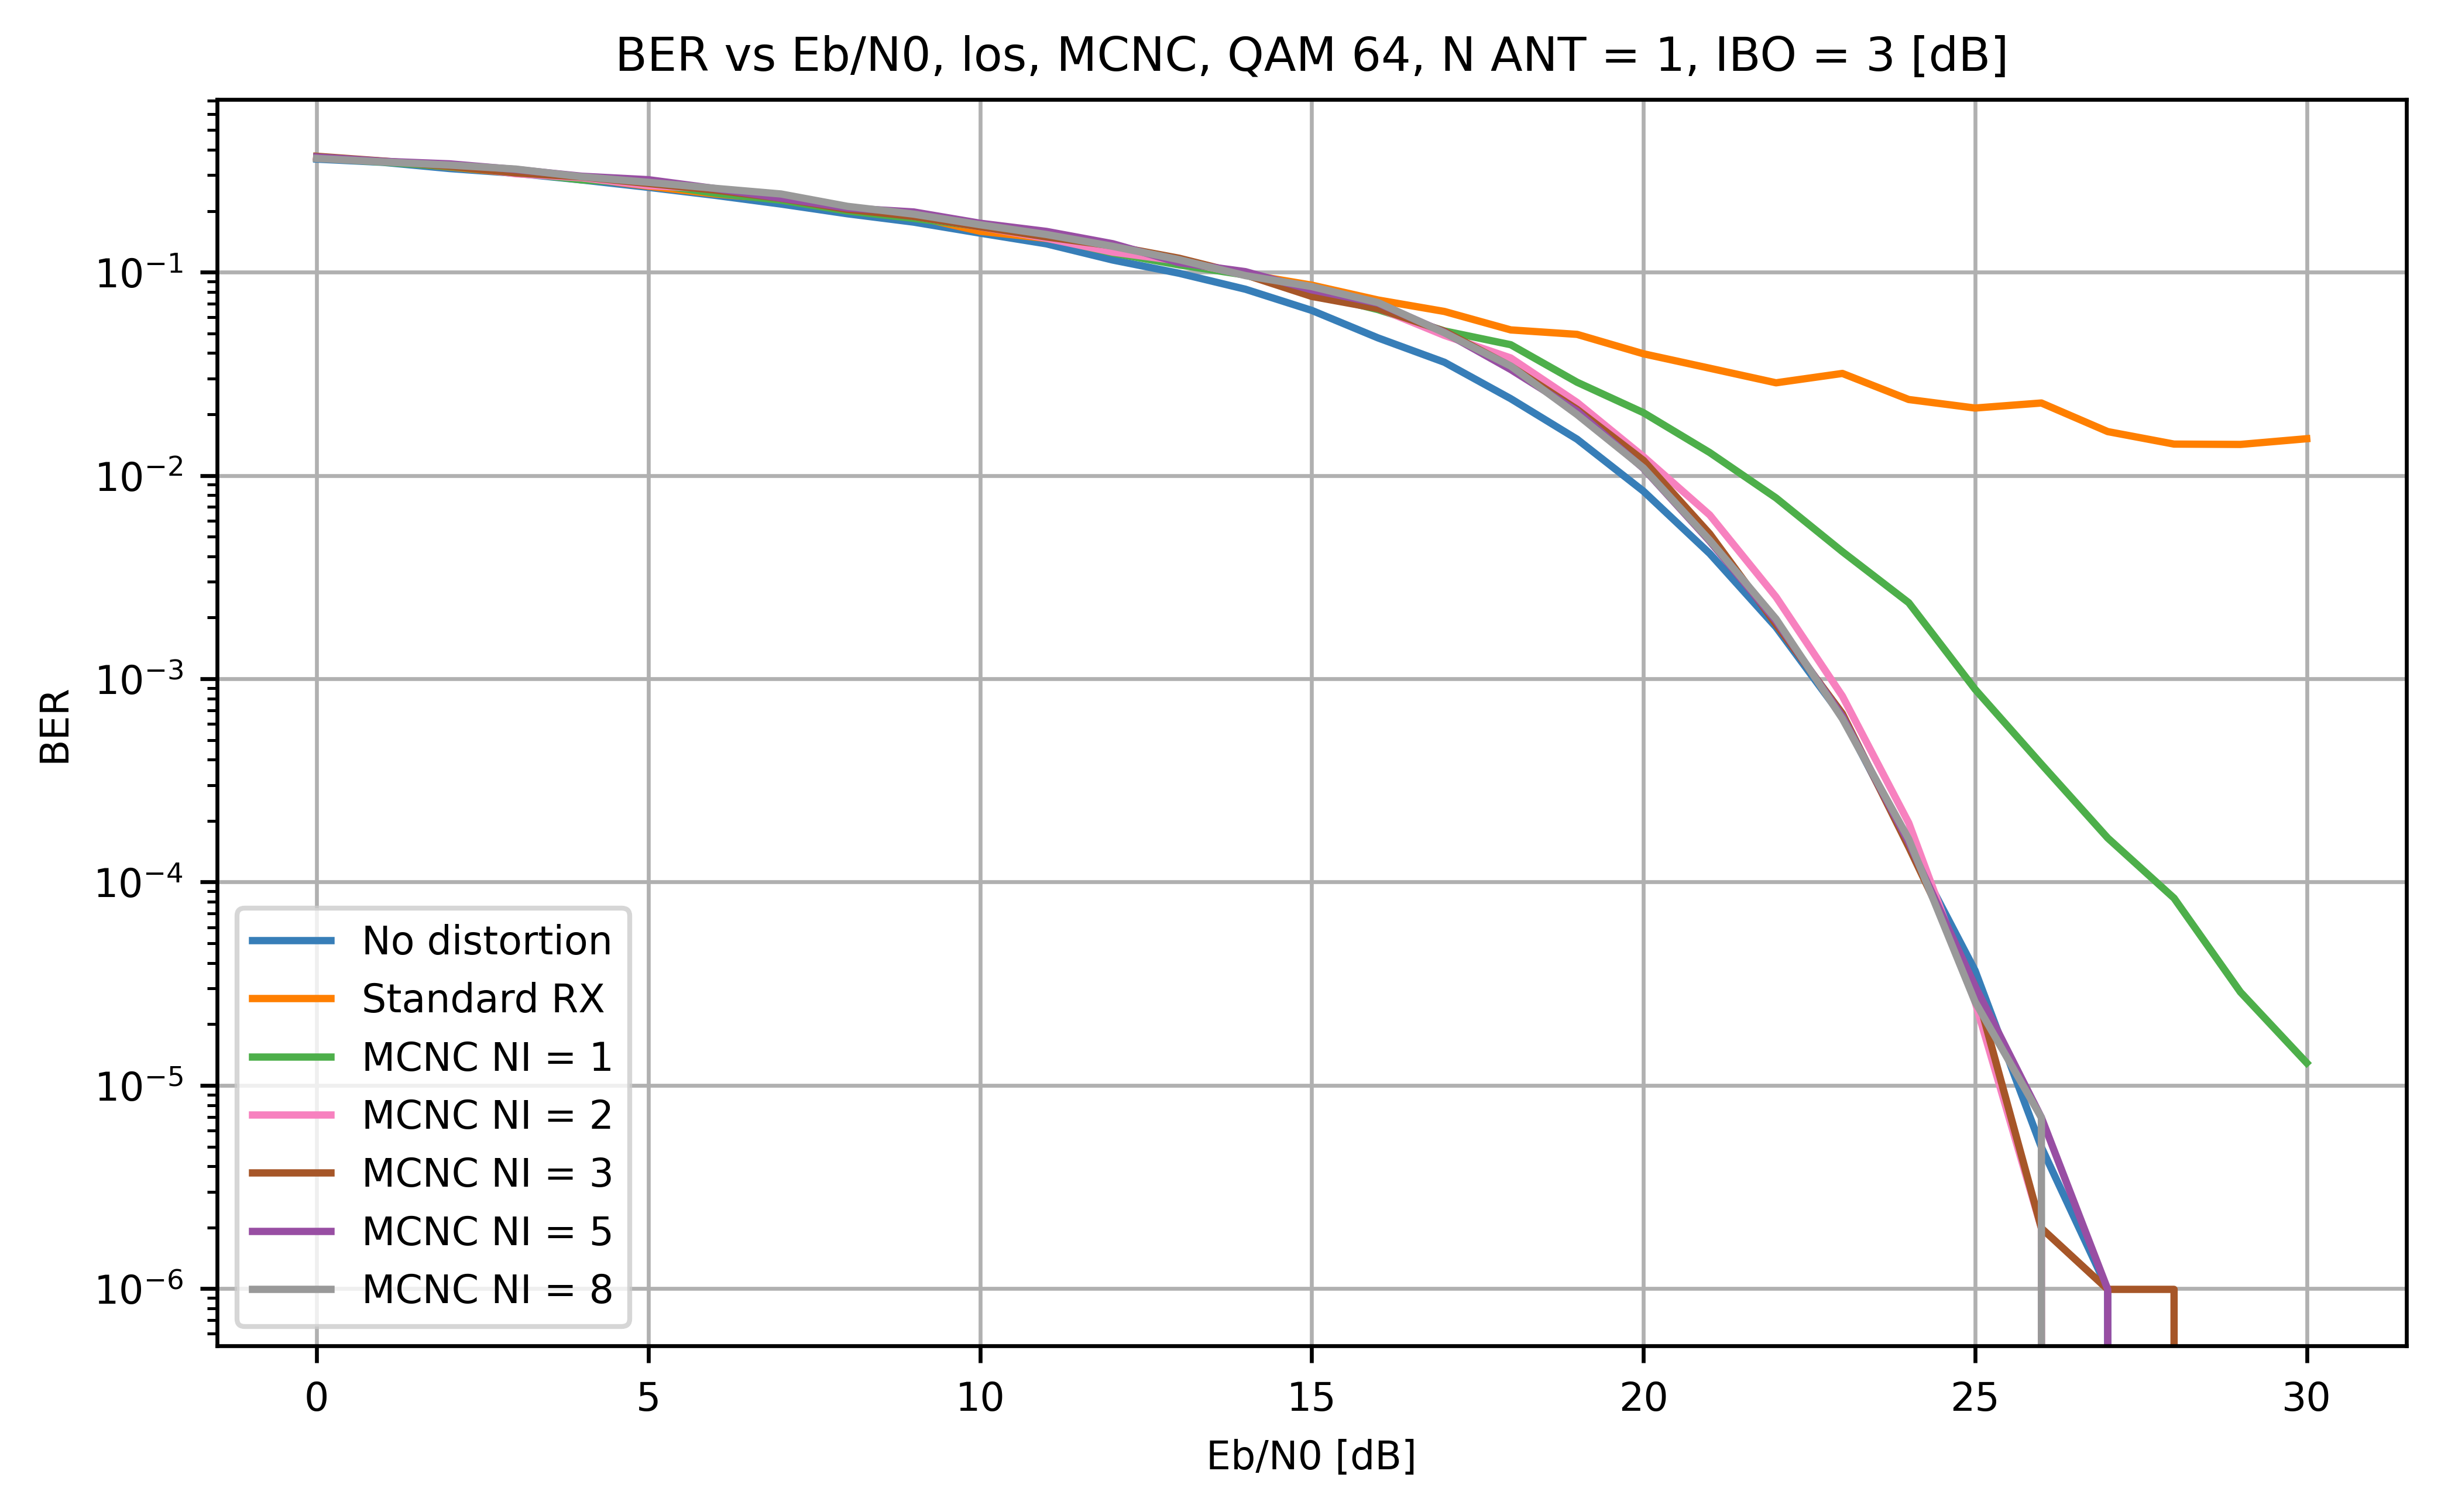 BER vs Eb/N0, los, MCNC, QAM 64, N ANT = 1, IBO = 3 [dB]
BER
10⁻¹
10⁻²
10⁻³
10⁻⁴
10⁻⁵
10⁻⁶
No distortion
Standard RX
MCNC NI = 1
MCNC NI = 2
MCNC NI = 3
MCNC NI = 5
MCNC NI = 8
0 5 10 15 20 25 30
Eb/N0 [dB]